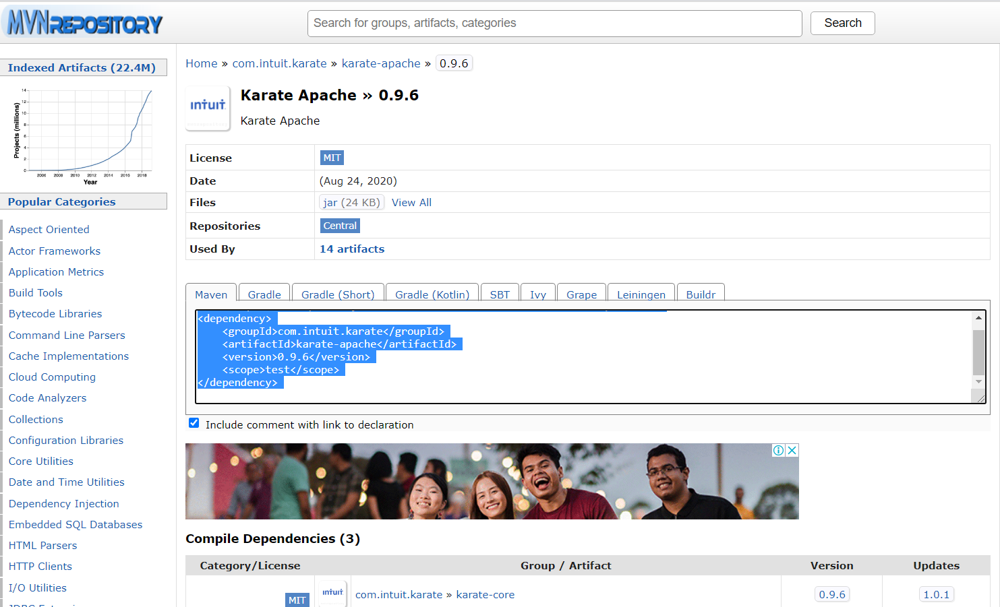 MVNREPOSITORY
Search for groups, artifacts, categories
Search
Indexed Artifacts (22.4M)
Projects (millions)
14
12
10
8
6
4
2
0
2006 2008 2010 2012 2014 2016 2018
Year
Popular Categories
Aspect Oriented
Actor Frameworks
Application Metrics
Build Tools
Bytecode Libraries
Command Line Parsers
Cache Implementations
Cloud Computing
Code Analyzers
Collections
Configuration Libraries
Core Utilities
Date and Time Utilities
Dependency Injection
Embedded SQL Databases
HTML Parsers
HTTP Clients
I/O Utilities
Home » com.intuit.karate » karate-apache » 0.9.6
intuit
Karate Apache » 0.9.6
Karate Apache
License MIT
Date (Aug 24, 2020)
Files jar (24 KB) View All
Repositories Central
Used By 14 artifacts
Maven Gradle Gradle (Short) Gradle (Kotlin) SBT Ivy Grape Leiningen Buildr
<dependency>
    <groupId>com.intuit.karate</groupId>
    <artifactId>karate-apache</artifactId>
    <version>0.9.6</version>
    <scope>test</scope>
</dependency>
Include comment with link to declaration
Compile Dependencies (3)
Category/License Group / Artifact Version Updates
MIT intuit com.intuit.karate » karate-core 0.9.6 1.0.1